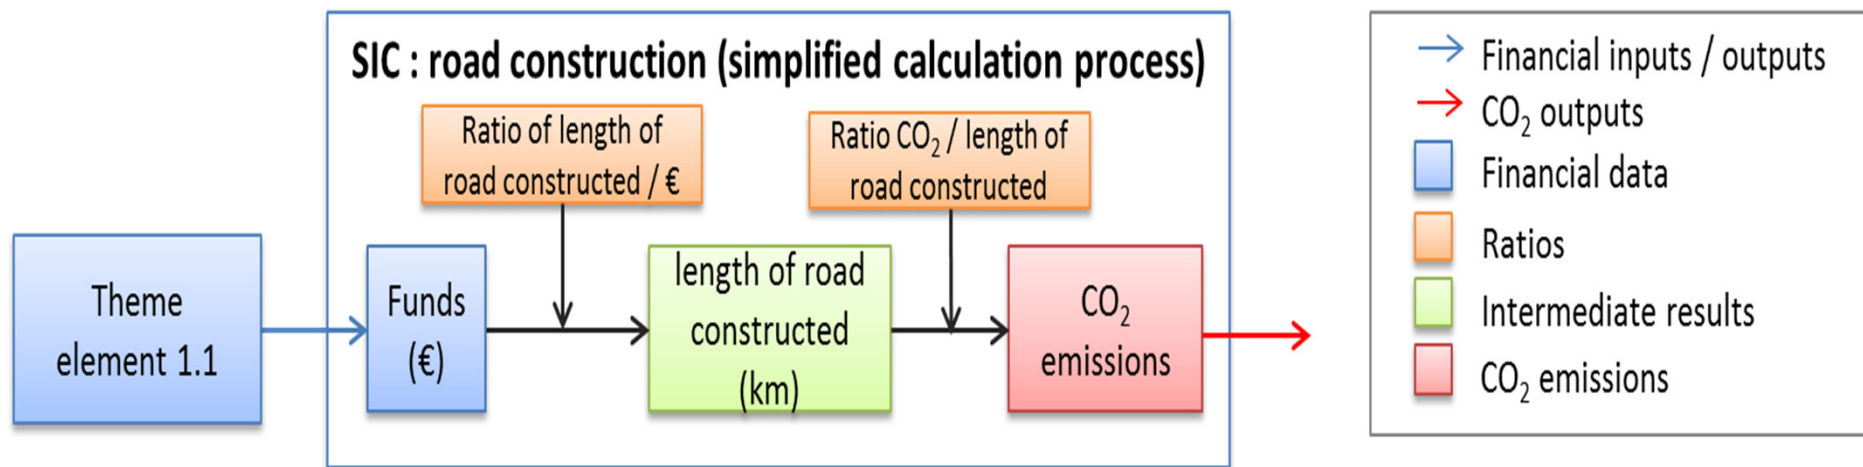 SIC : road construction (simplified calculation process)
Ratio of length of
road constructed / €
Ratio CO₂ / length of
road constructed
Theme
element 1.1
Funds
(€)
length of road
constructed
(km)
CO₂
emissions
Financial inputs / outputs
CO₂ outputs
Financial data
Ratios
Intermediate results
CO₂ emissions